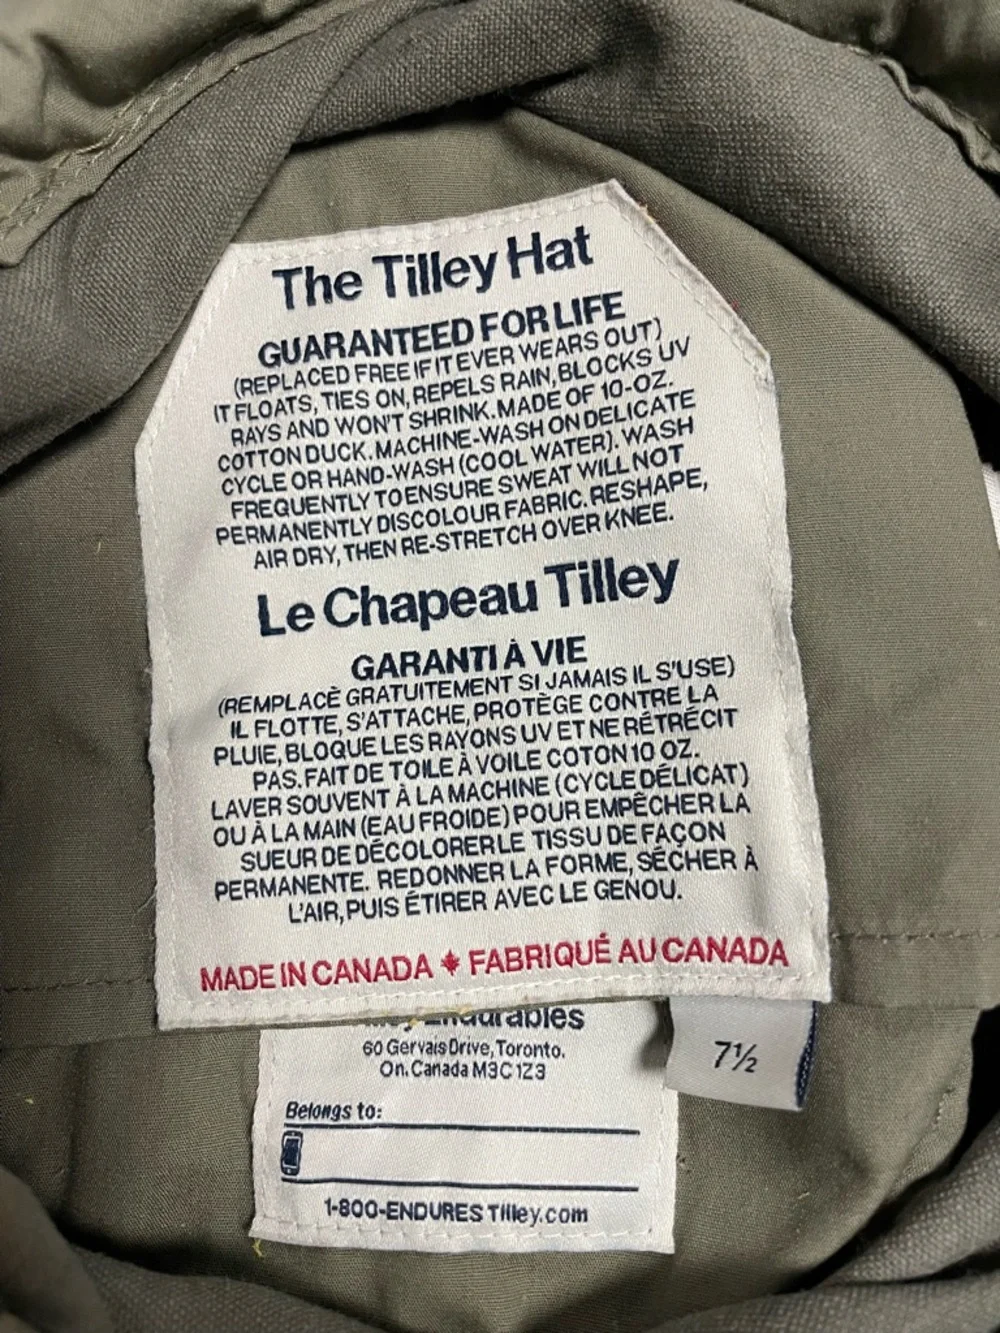 The Tilley Hat
GUARANTEED FOR LIFE
(REPLACED FREE IF IT EVER WEARS OUT)
IT FLOATS, TIES ON, REPELS RAIN, BLOCKS UV
RAYS AND WON'T SHRINK. MADE OF 10-OZ.
COTTON DUCK. MACHINE-WASH ON DELICATE
CYCLE OR HAND-WASH (COOL WATER). WASH
FREQUENTLY TO ENSURE SWEAT WILL NOT
PERMANENTLY DISCOLOUR FABRIC. RESHAPE,
AIR DRY, THEN RE-STRETCH OVER KNEE.
Le Chapeau Tilley
GARANTI À VIE
(REMPLACÈ GRATUITEMENT SI JAMAIS IL S'USE)
IL FLOTTE, S'ATTACHE, PROTÈGE CONTRE LA
PLUIE, BLOQUE LES RAYONS UV ET NE RÉTRÉCIT
PAS. FAIT DE TOILE À VOILE COTON 10 OZ.
LAVER SOUVENT À LA MACHINE (CYCLE DÉLICAT)
OU À LA MAIN (EAU FROIDE) POUR EMPÊCHER LA
SUEUR DE DÉCOLORER LE TISSU DE FAÇON
PERMANENTE. REDONNER LA FORME, SÉCHER À
L'AIR, PUIS ÉTIRER AVEC LE GENOU.
MADE IN CANADA FABRIQUÉ AU CANADA
60 Gervais Drive, Toronto.
On. Canada M3C 1Z3
7½
Belongs to:
1-800-ENDURES Tilley.com